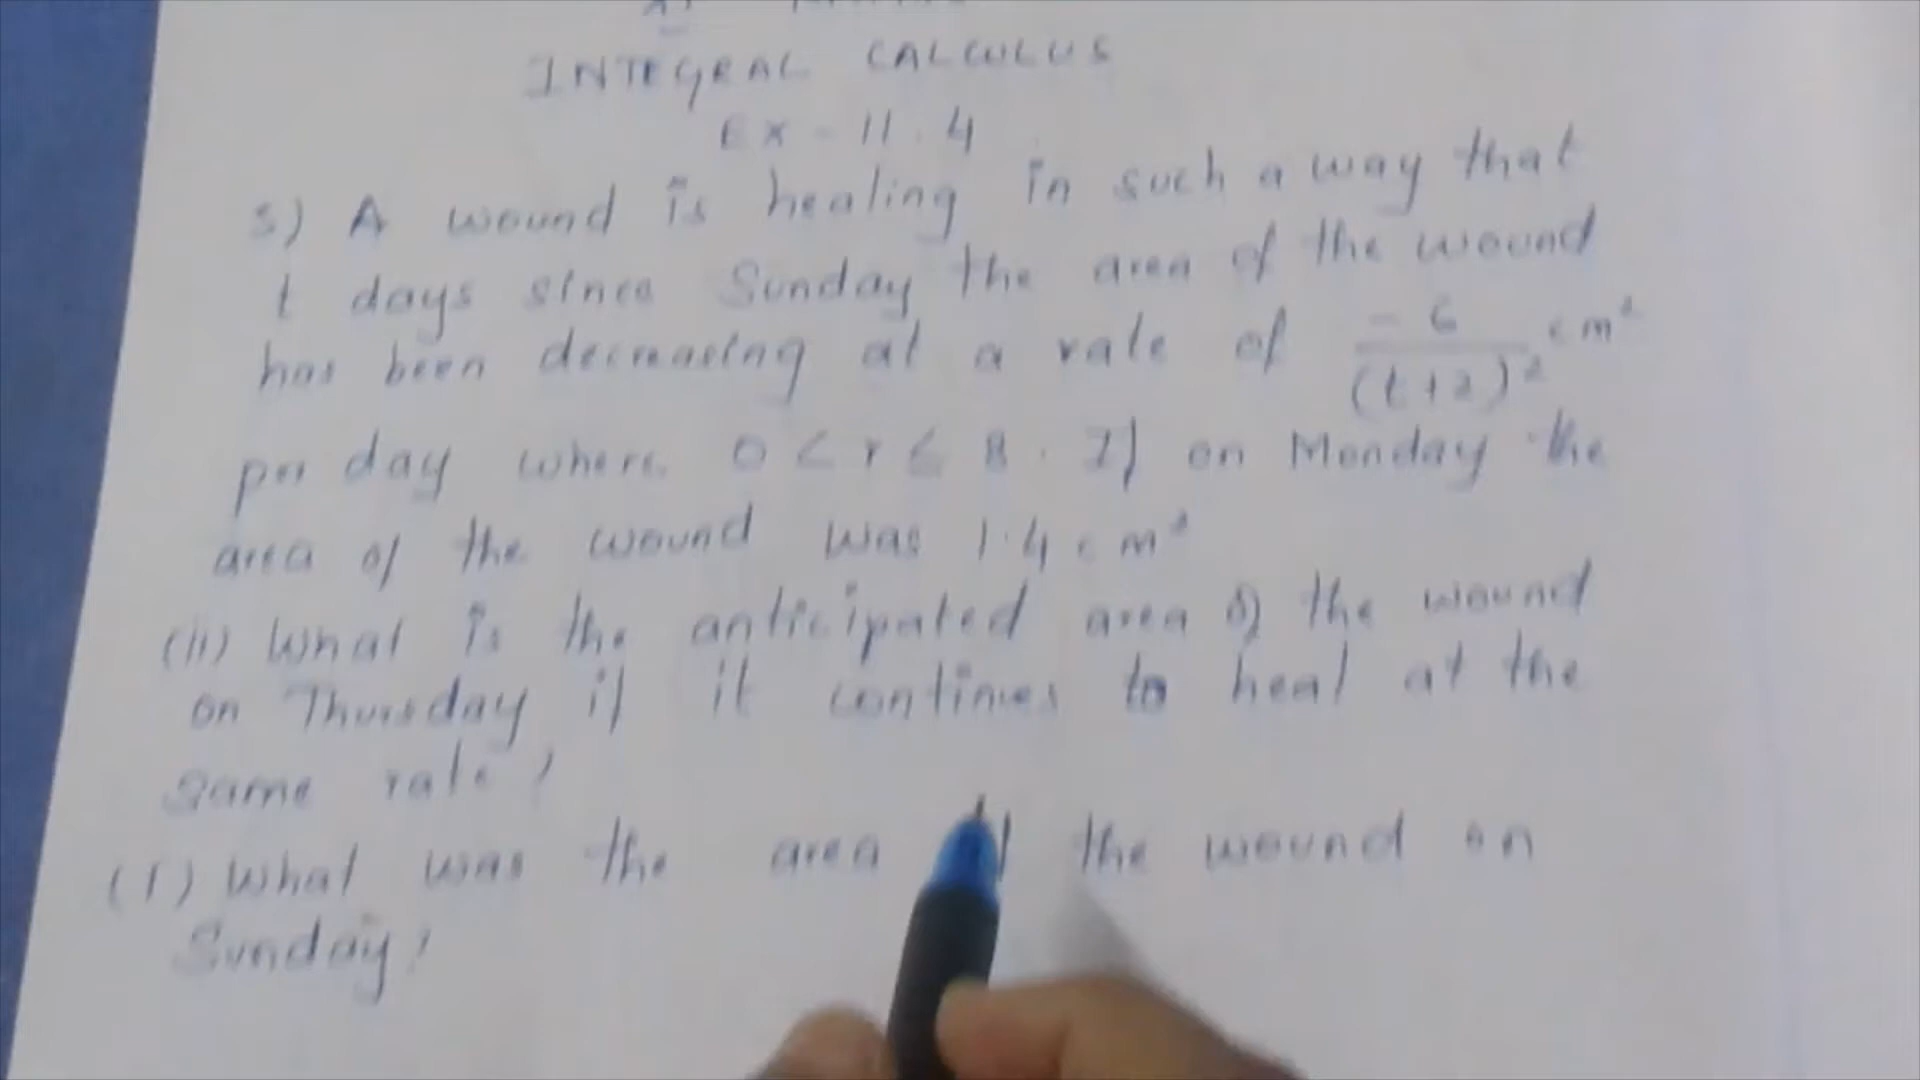 INTEGRAL CALCULUS
EX - 11.4
5) A wound is healing in such a way that
t days since Sunday the area of the wound
has been decreasing at a rate of -6/(t+2)² cm²
per day where 0 < t ≤ 8. If on Monday the
area of the wound was 1.4 cm²
(ii) What is the anticipated area of the wound
on Thursday if it continues to heal at the
same rate?
(i) What was the area of the wound on
Sunday?